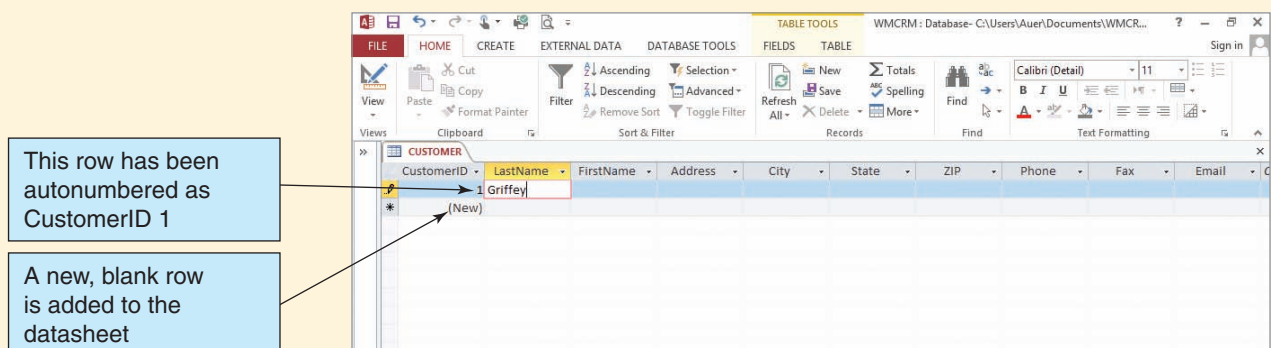 TABLE TOOLS WMCRM : Database- C:\Users\Auer\Documents\WMCR... ?
FILE HOME CREATE EXTERNAL DATA DATABASE TOOLS FIELDS TABLE Sign in
View
Paste
Cut
Copy
Format Painter
Filter
Ascending
Descending
Remove Sort
Selection
Advanced
Toggle Filter
Refresh
All
New
Save
Delete
Totals
Spelling
More
Find
abac
Calibri (Detail) 11
B I U
A
Views Clipboard Sort & Filter Records Find Text Formatting
CUSTOMER
CustomerID LastName FirstName Address City State ZIP Phone Fax Email C
1 Griffey
(New)
This row has been
autonumbered as
CustomerID 1
A new, blank row
is added to the
datasheet